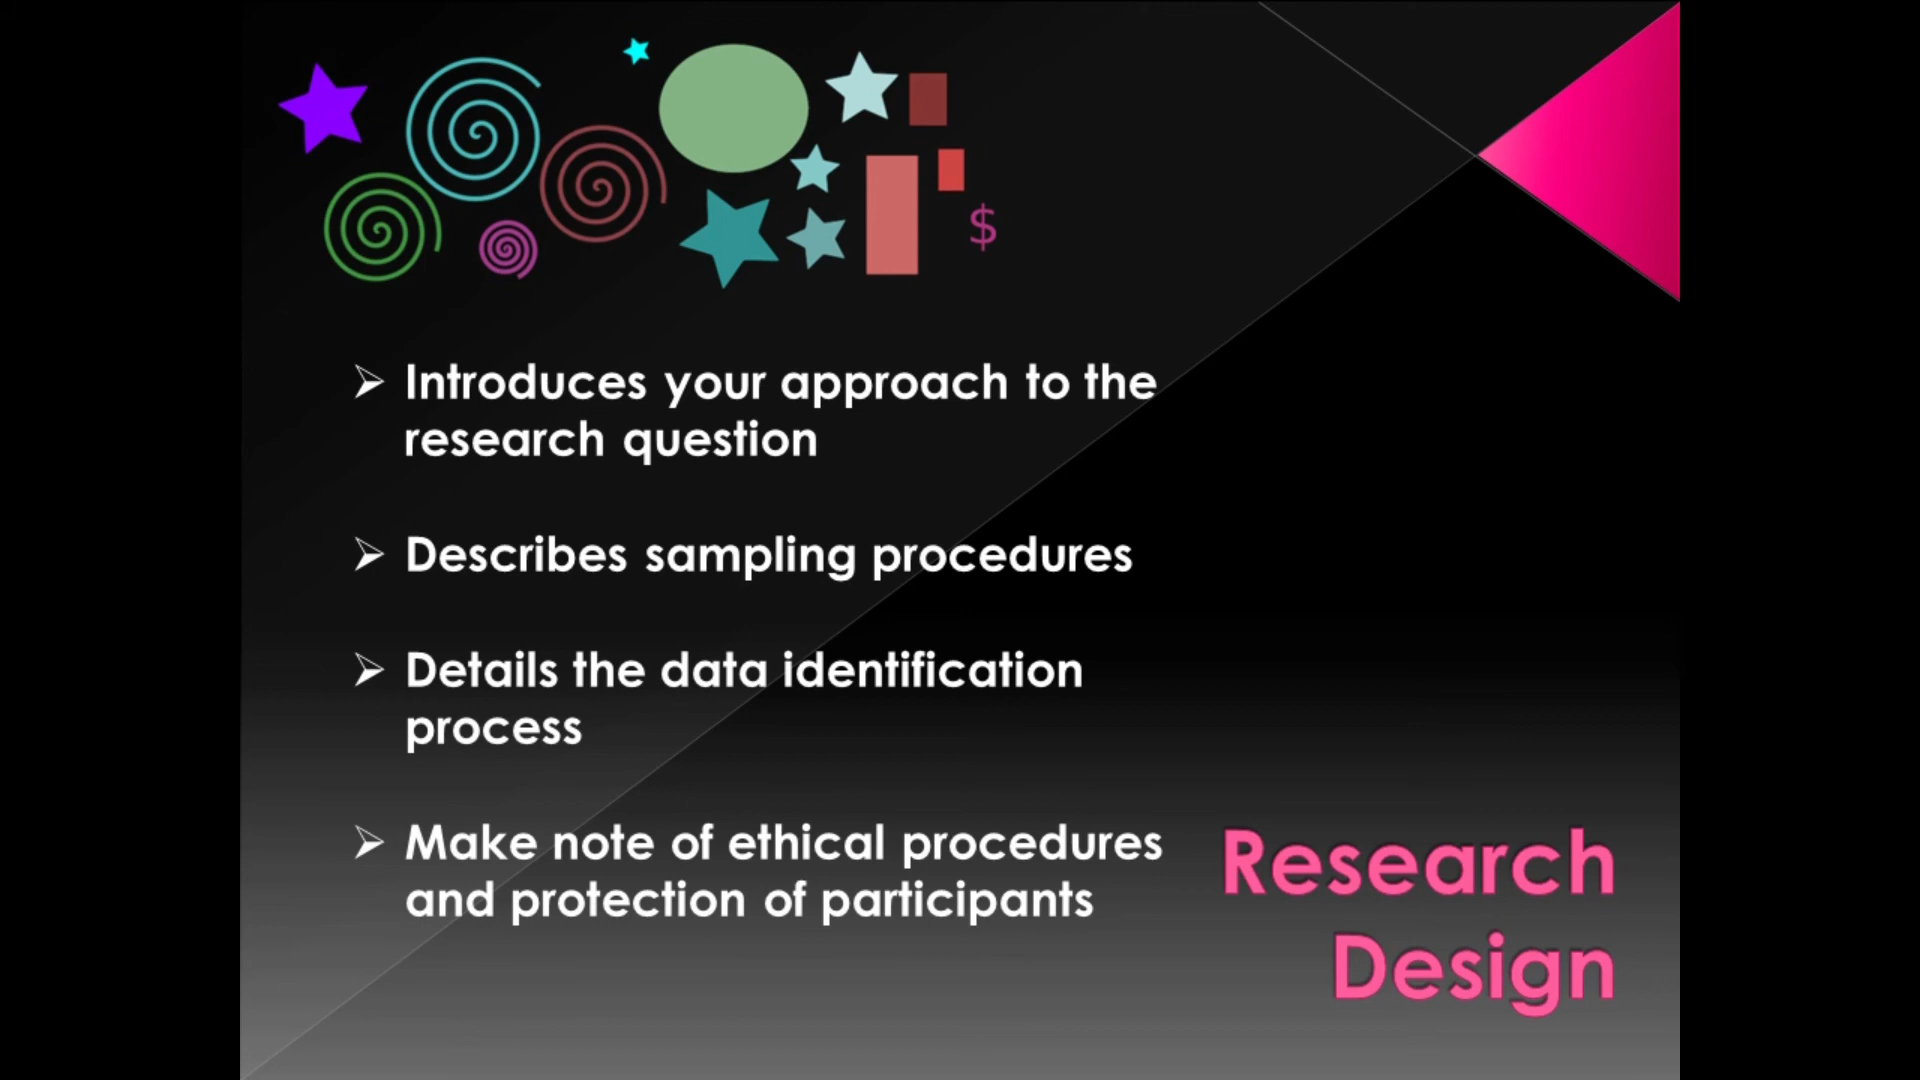 $
➢ Introduces your approach to the
research question
➢ Describes sampling procedures
➢ Details the data identification
process
➢ Make note of ethical procedures
and protection of participants
Research
Design